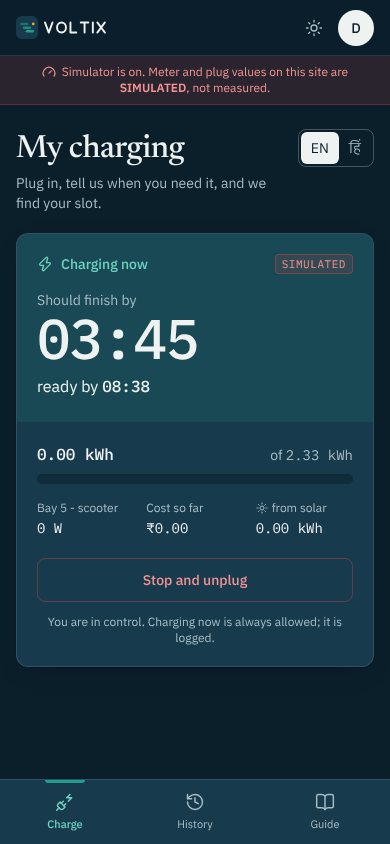 VOLTIX
D
Simulator is on. Meter and plug values on this site are
SIMULATED, not measured.
My charging
EN
हिं
Plug in, tell us when you need it, and we
find your slot.
Charging now
SIMULATED
Should finish by
03:45
ready by 08:38
0.00 kWh
of 2.33 kWh
Bay 5 - scooter
Cost so far
from solar
0 W
₹0.00
0.00 kWh
Stop and unplug
You are in control. Charging now is always allowed; it is
logged.
Charge
History
Guide